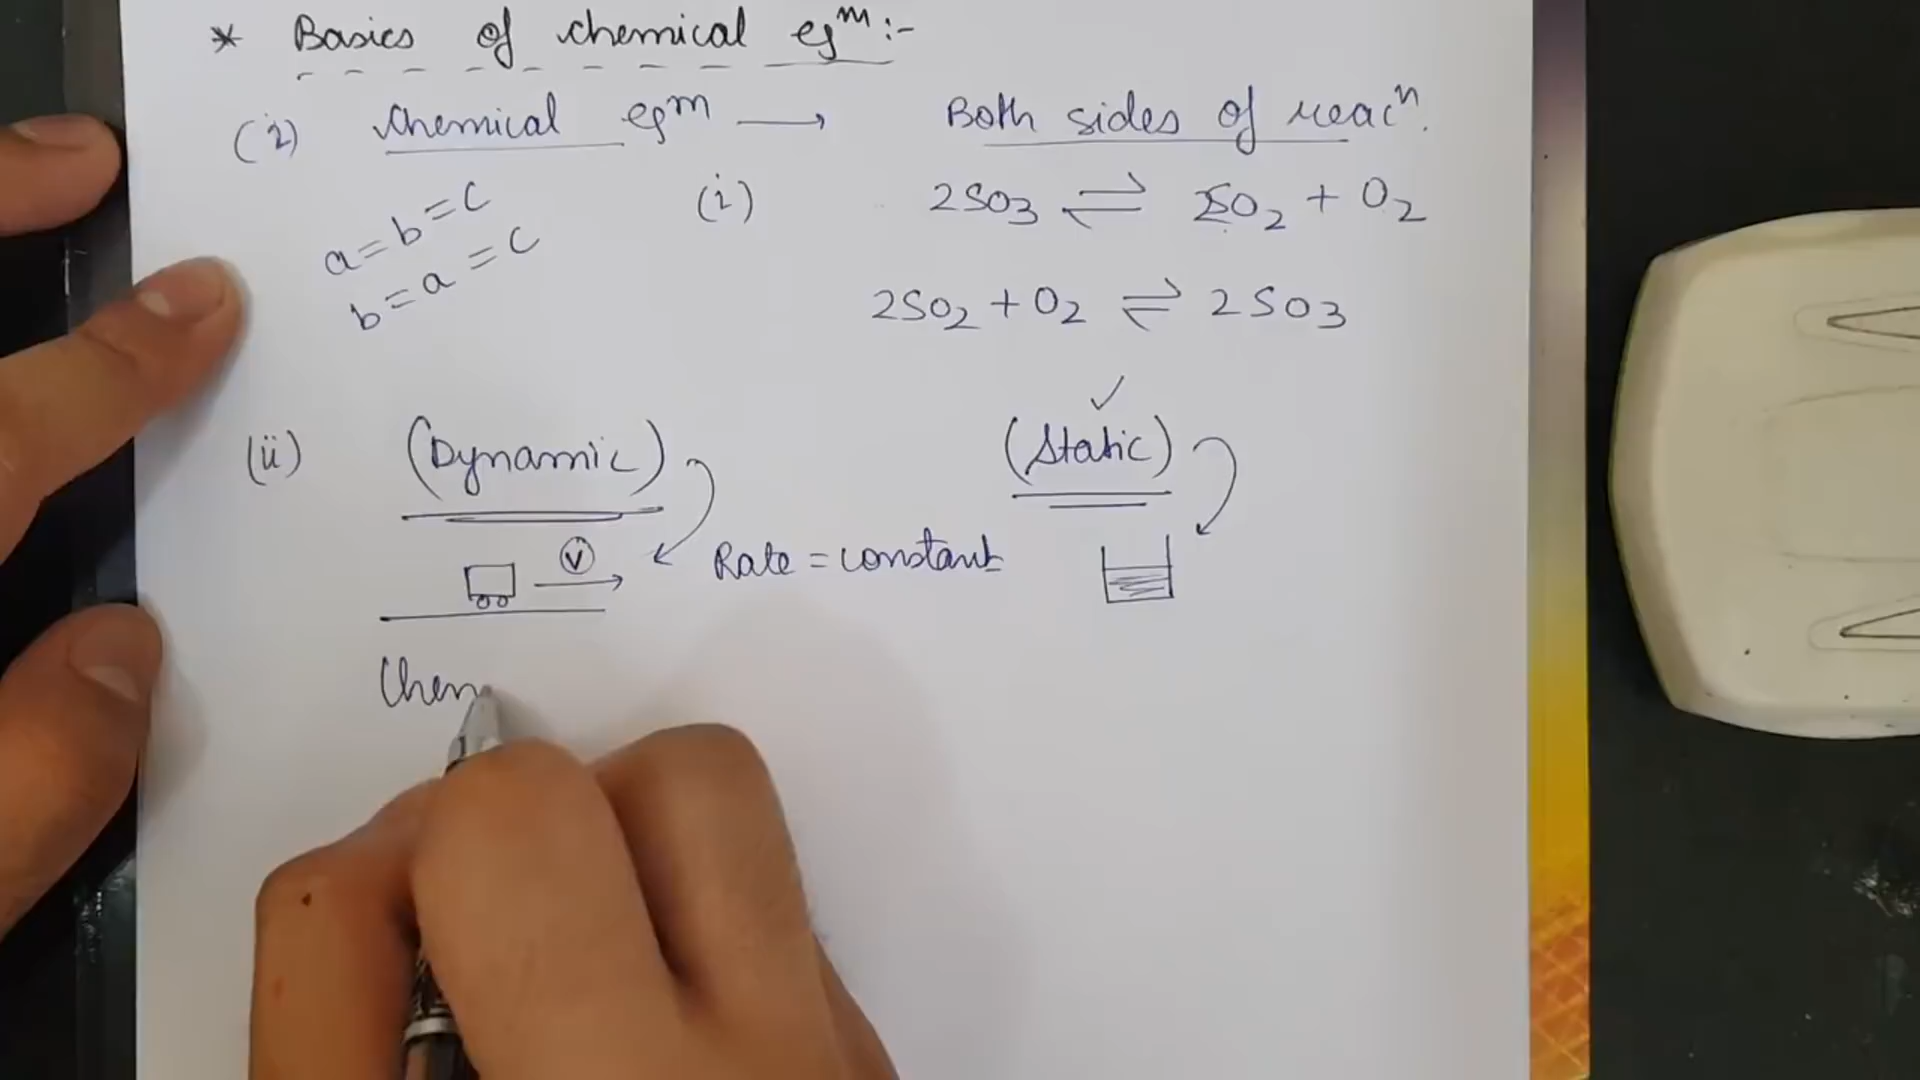 * Basics of chemical eqᵐ :-
(i) Chemical eqᵐ → Both sides of reacⁿ.
a = b = c
b = a = c
(i) 2SO3 ⇌ 2SO2 + O2
2SO2 + O2 ⇌ 2SO3
(ii) (Dynamic) (Static) ✓
V
Rate = constant
Chem